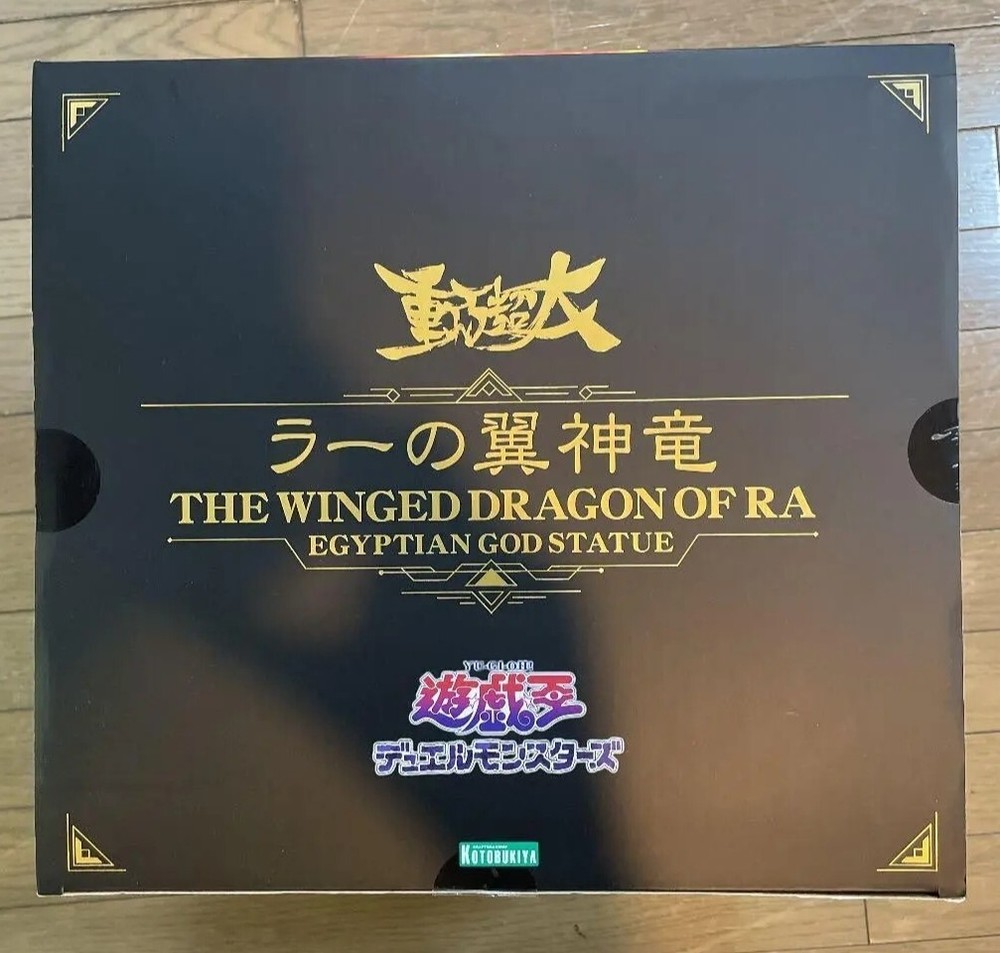 ラーの翼神竜
THE WINGED DRAGON OF RA
EGYPTIAN GOD STATUE
YU-GI-OH!
遊戯王
デュエルモンスターズ
KOTOBUKIYA